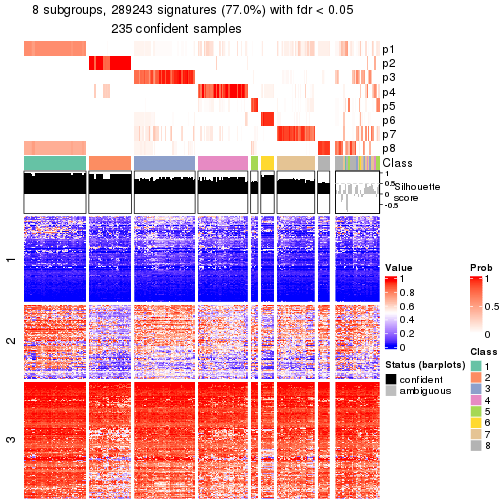 8 subgroups, 289243 signatures (77.0%) with fdr < 0.05
235 confident samples
p1
p2
p3
p4
p5
p6
p7
p8
Class
1
0.5
0
-0.5
Silhouette
score
1
2
3
Value
1
0.8
0.6
0.4
0.2
0
Prob
1
0.5
0
Status (barplots)
confident
ambiguous
Class
1
2
3
4
5
6
7
8